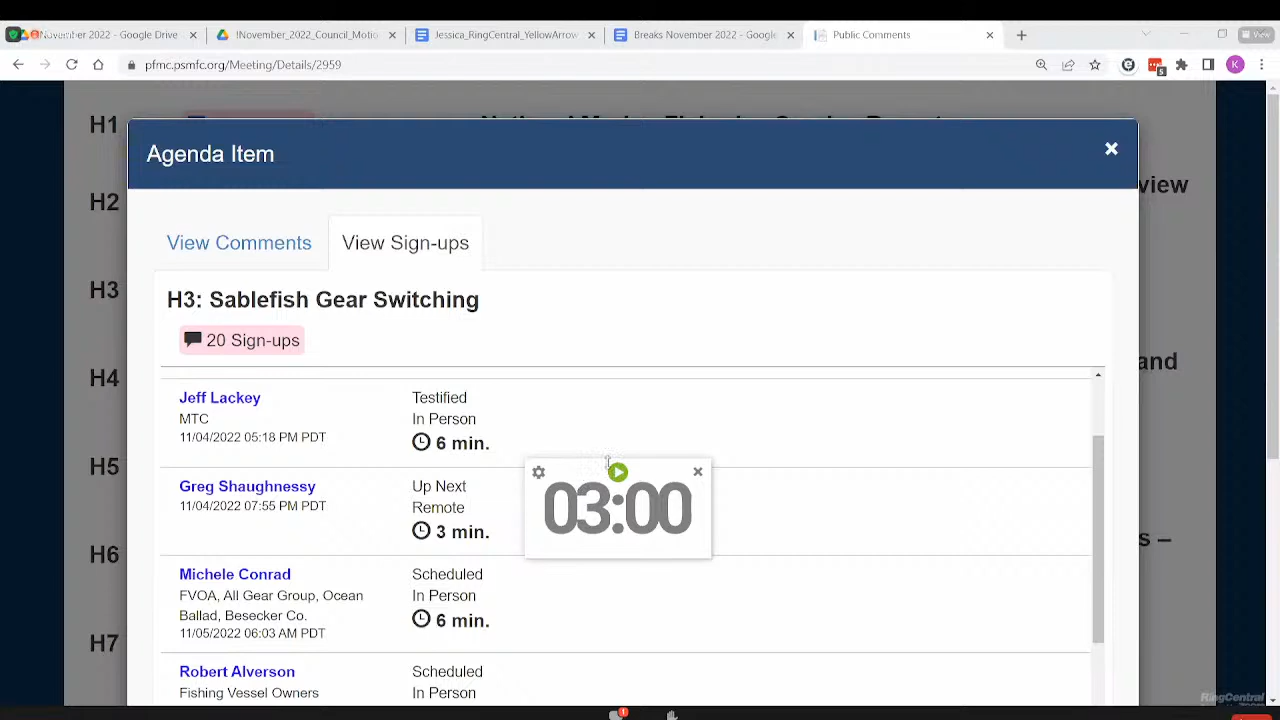 November 2022 - Google Drive
!November_2022_Council_Motio
Jessica_RingCentral_YellowArrow
Breaks November 2022 - Google
Public Comments
View
pfmc.psmfc.org/Meeting/Details/2959
5
K
H1
H2
view
H3
H4
and
H5
H6
s –
H7
Agenda Item
View Comments
View Sign-ups
H3: Sablefish Gear Switching
20 Sign-ups
Jeff Lackey
MTC
11/04/2022 05:18 PM PDT
Testified
In Person
6 min.
Greg Shaughnessy
11/04/2022 07:55 PM PDT
Up Next
Remote
3 min.
03:00
Michele Conrad
FVOA, All Gear Group, Ocean
Ballad, Besecker Co.
11/05/2022 06:03 AM PDT
Scheduled
In Person
6 min.
Robert Alverson
Fishing Vessel Owners
Scheduled
In Person
RingCentral
1